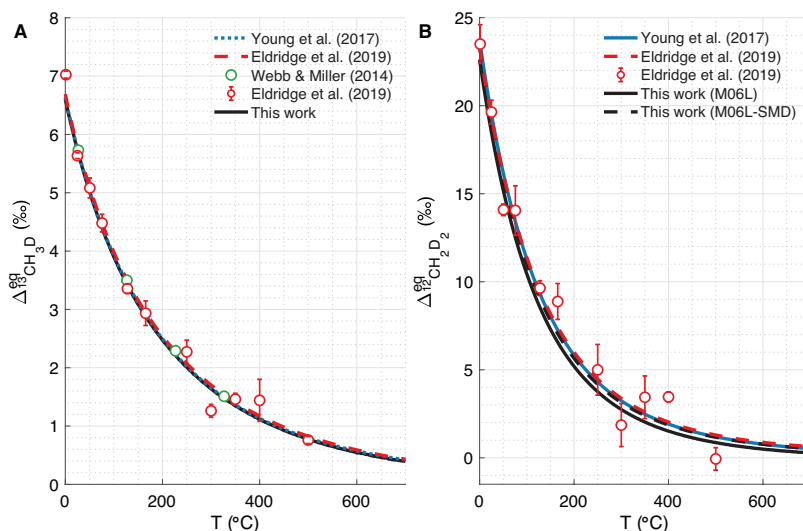 A
Young et al. (2017)
Eldridge et al. (2019)
Webb & Miller (2014)
Eldridge et al. (2019)
This work
8
7
6
5
4
3
2
1
0
0
200
400
600
T (°C)
Δ^eq_13CH3D (‰)
B
Young et al. (2017)
Eldridge et al. (2019)
Eldridge et al. (2019)
This work (M06L)
This work (M06L-SMD)
25
20
15
10
5
0
0
200
400
600
T (°C)
Δ^eq_12CH2D2 (‰)